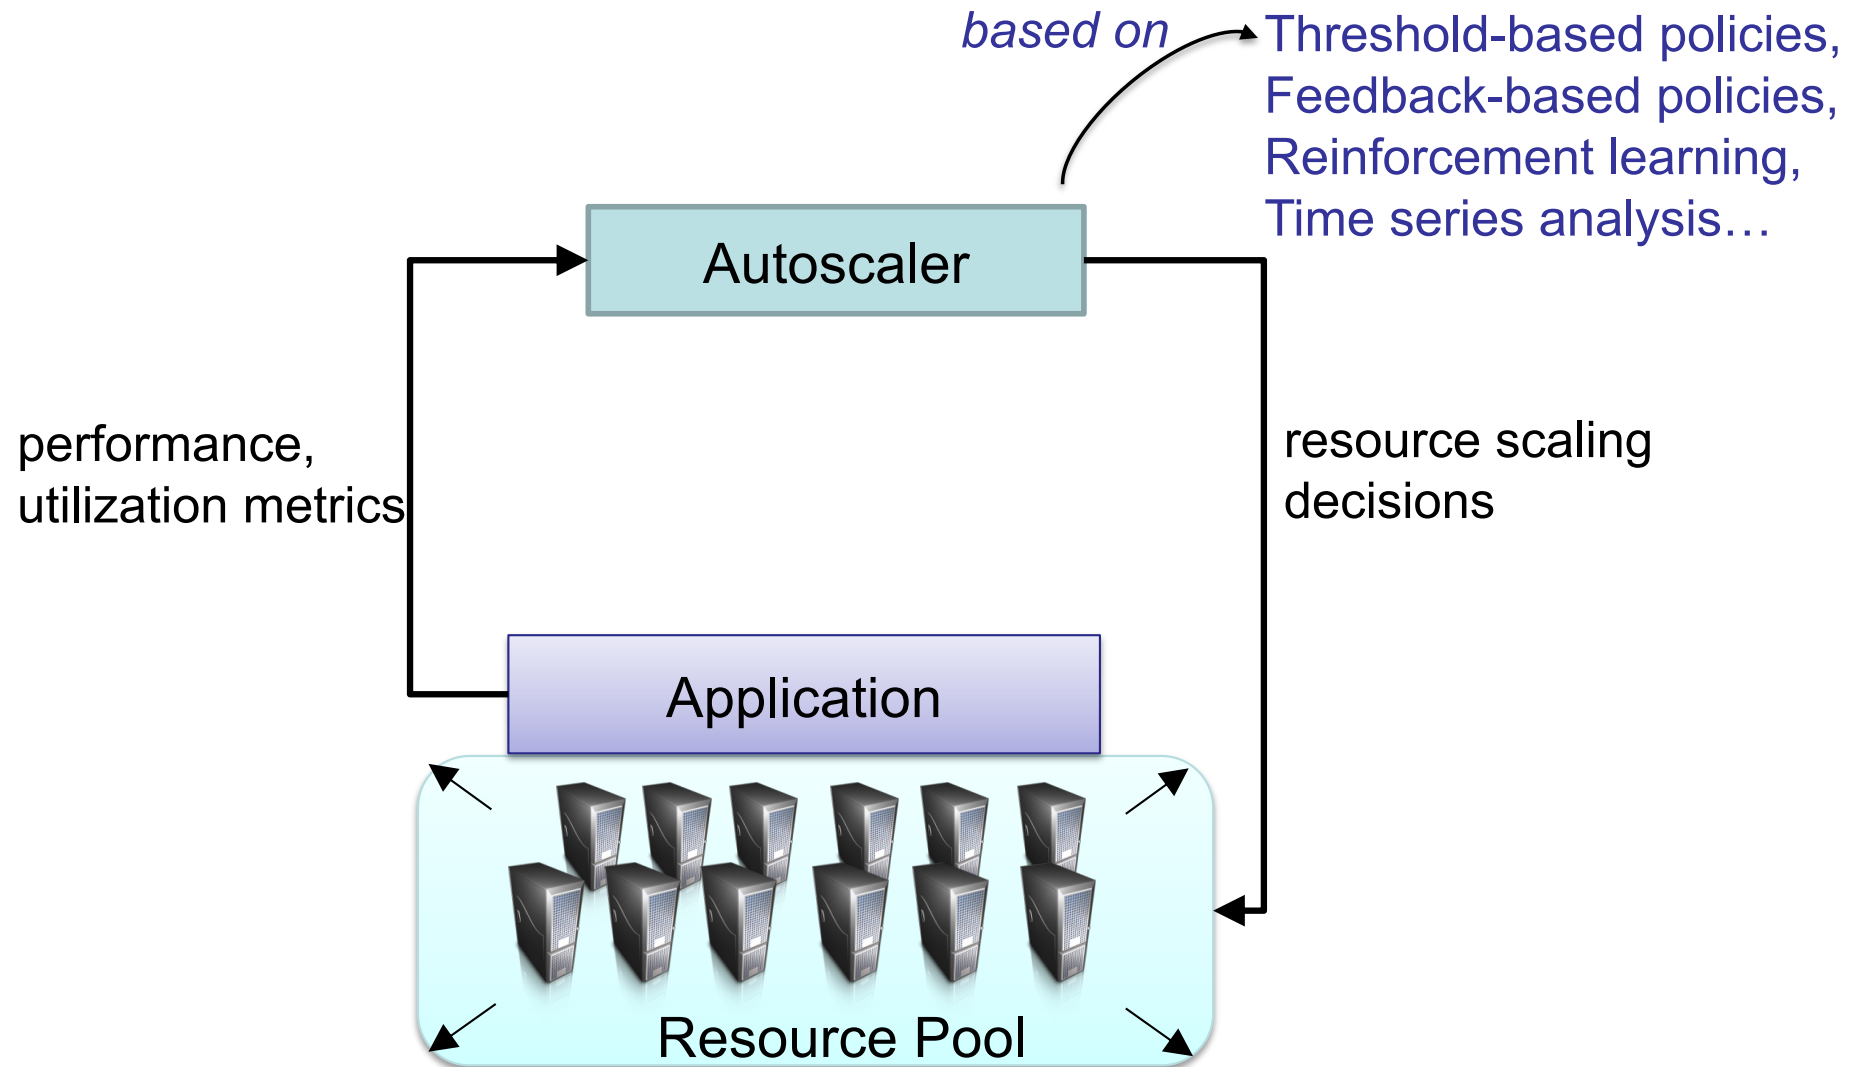 based on
Threshold-based policies,
Feedback-based policies,
Reinforcement learning,
Time series analysis…
Autoscaler
performance,
utilization metrics
resource scaling
decisions
Application
Resource Pool